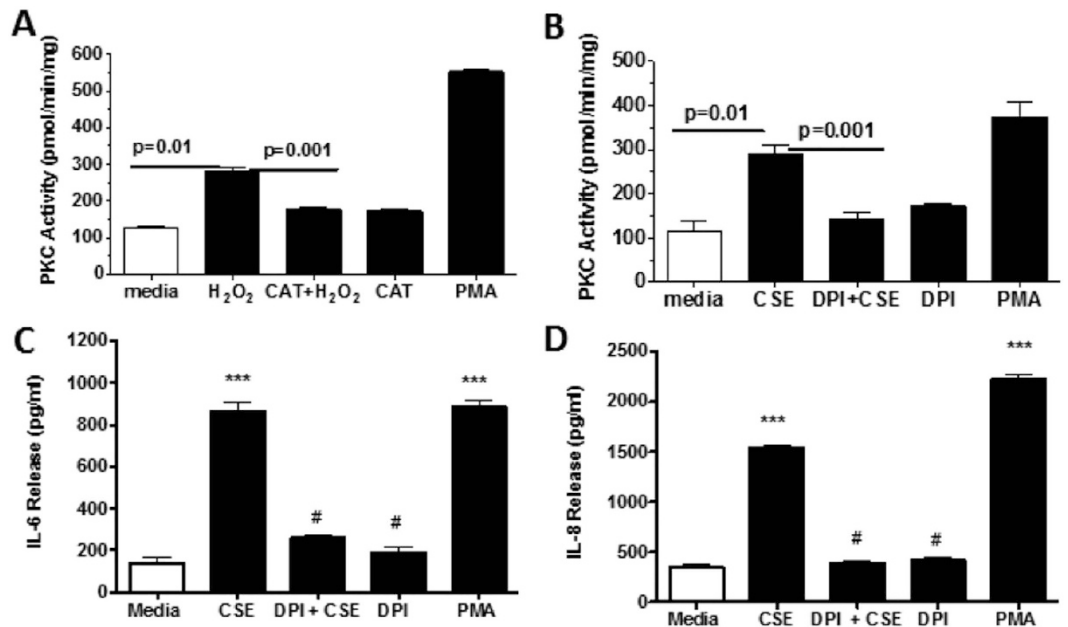 A
PKC Activity (pmol/min/mg)
600
500
400
300
200
100
0
p=0.01
p=0.001
media
H₂O₂
CAT+H₂O₂
CAT
PMA
B
PKC Activity (pmol/min/mg)
500
400
300
200
100
0
p=0.01
p=0.001
media
CSE
DPI+CSE
DPI
PMA
C
IL-6 Release (pg/ml)
1200
1000
800
600
400
200
0
***
#
#
***
Media
CSE
DPI + CSE
DPI
PMA
D
IL-8 Release (pg/ml)
2500
2000
1500
1000
500
0
***
#
#
***
Media
CSE
DPI + CSE
DPI
PMA